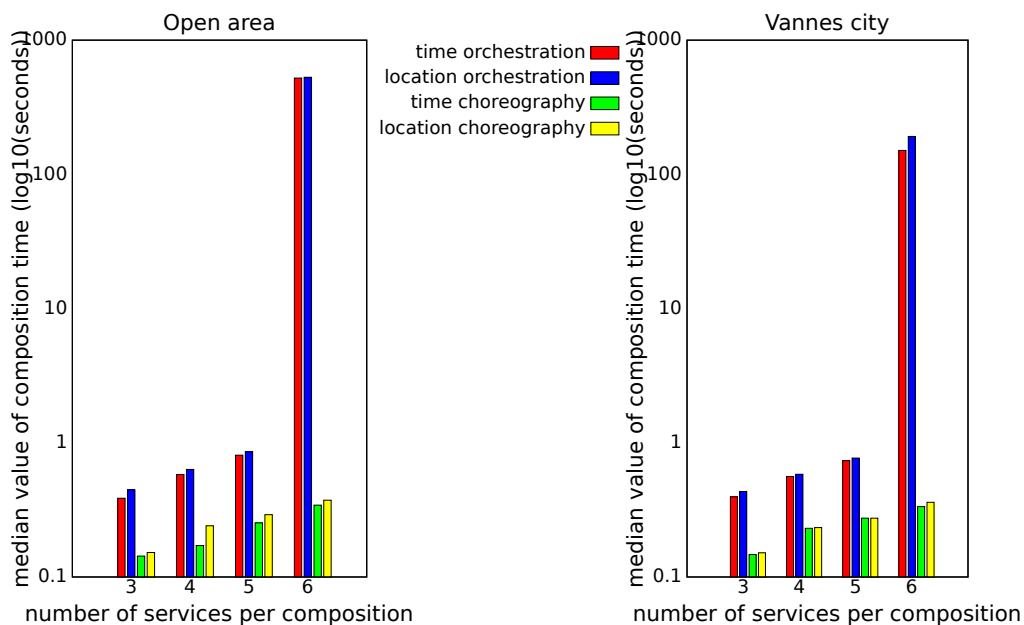 Open area
median value of composition time (log10(seconds))
1000
100
10
1
0.1
3 4 5 6
number of services per composition
time orchestration
location orchestration
time choreography
location choreography
Vannes city
median value of composition time (log10(seconds))
1000
100
10
1
0.1
3 4 5 6
number of services per composition